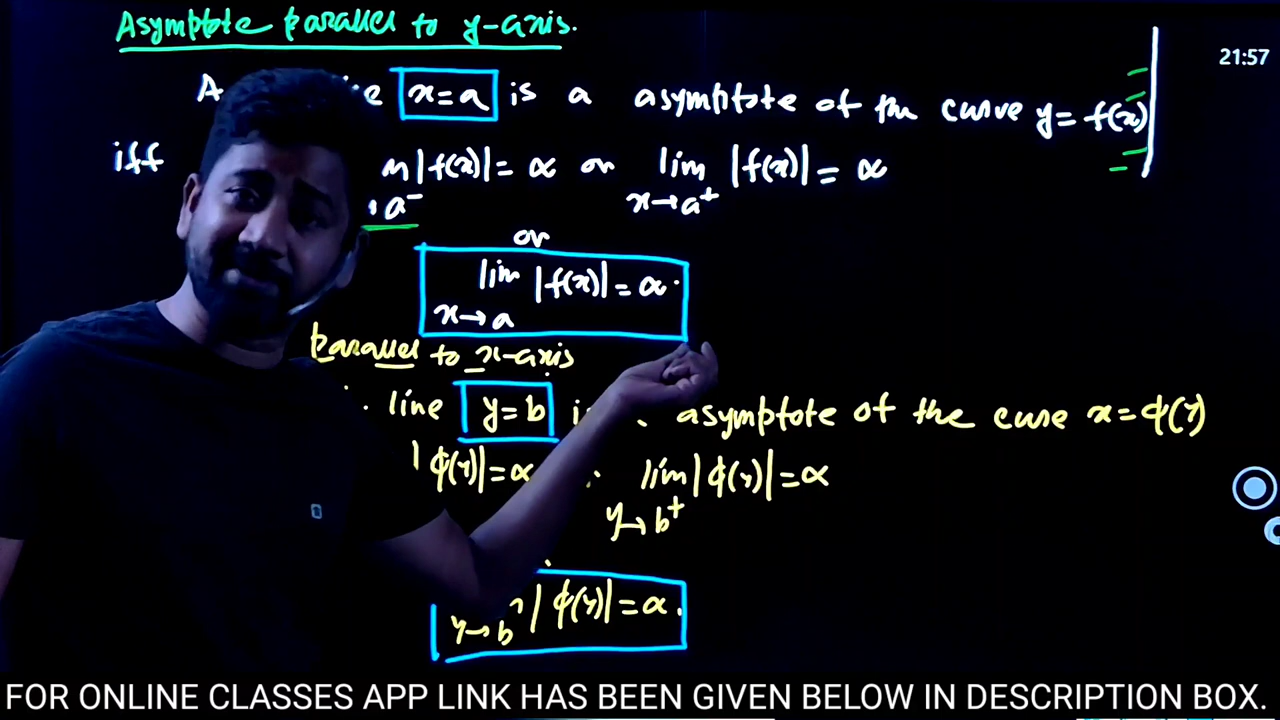 Asymptote parallel to y-axis.
21:57
A x=a is a asymptote of the curve y= f(x)
iff |f(x)|= ∝ or lim |f(x)|= ∝
a⁻ x→a⁺
or
lim |f(x)|= ∝.
x→a
Parallel to x-axis
line y=b asymptote of the curve x=ϕ(y)
|ϕ(y)|=∝ lim |ϕ(y)|=∝
y→b⁺
|ϕ(y)|=∝.
y→b
FOR ONLINE CLASSES APP LINK HAS BEEN GIVEN BELOW IN DESCRIPTION BOX.